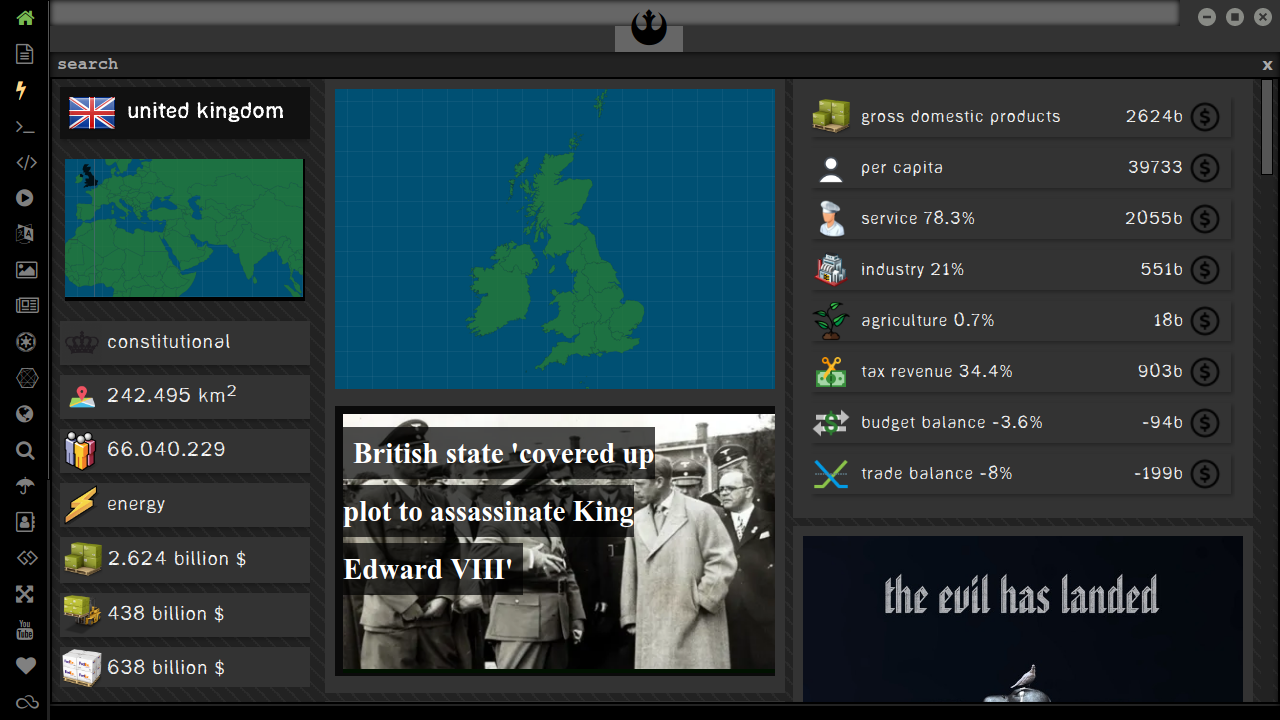 search
x
united kingdom
constitutional
242.495 km²
66.040.229
energy
2.624 billion $
438 billion $
638 billion $
British state 'covered up
plot to assassinate King
Edward VIII'
gross domestic products 2624b
per capita 39733
service 78.3% 2055b
industry 21% 551b
agriculture 0.7% 18b
tax revenue 34.4% 903b
budget balance -3.6% -94b
trade balance -8% -199b
the evil has landed
You
Tube